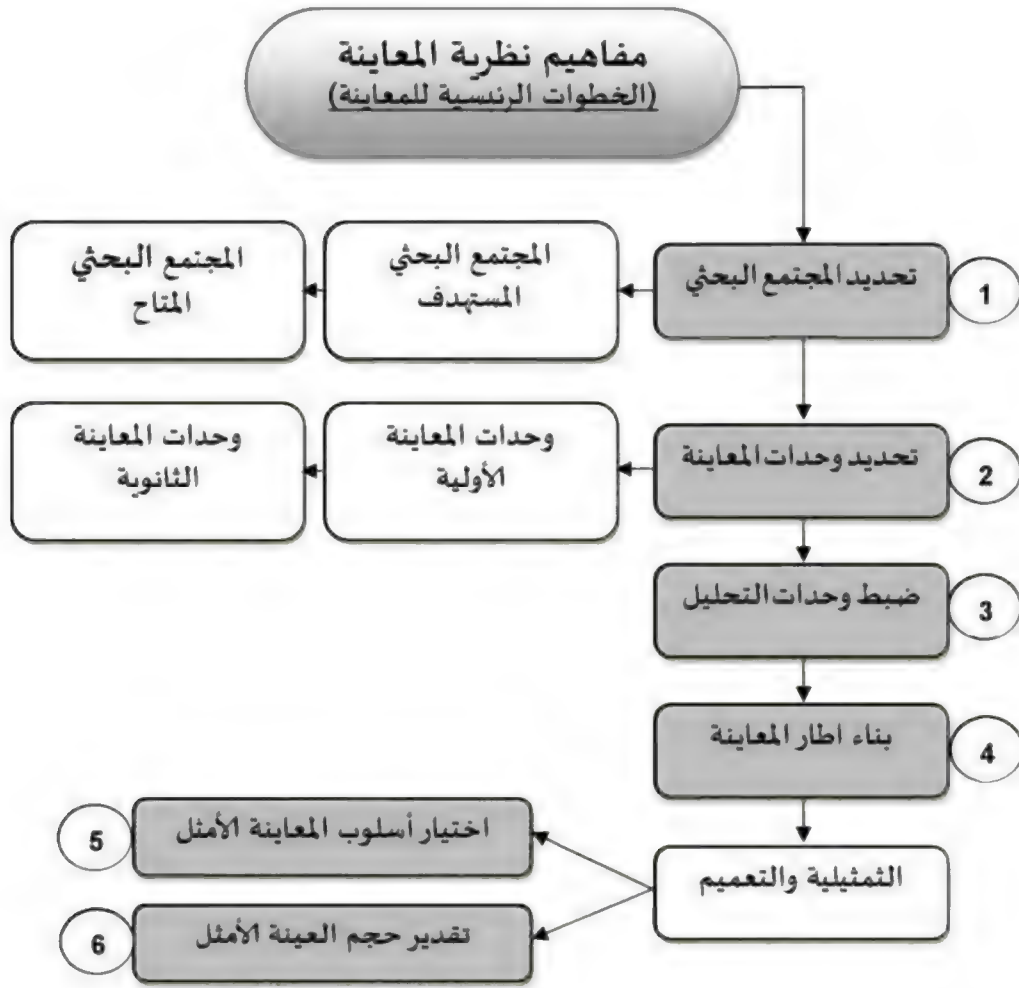 مفاهيم نظرية المعاينة
(الخطوات الرئيسية للمعاينة)
تحديد المجتمع البحثي
1
المجتمع البحثي
المستهدف
المجتمع البحثي
المتاح
تحديد وحدات المعاينة
2
وحدات المعاينة
الأولية
وحدات المعاينة
الثانوية
ضبط وحدات التحليل
3
بناء اطار المعاينة
4
التمثيلية والتعميم
اختيار أسلوب المعاينة الأمثل
5
تقدير حجم العينة الأمثل
6